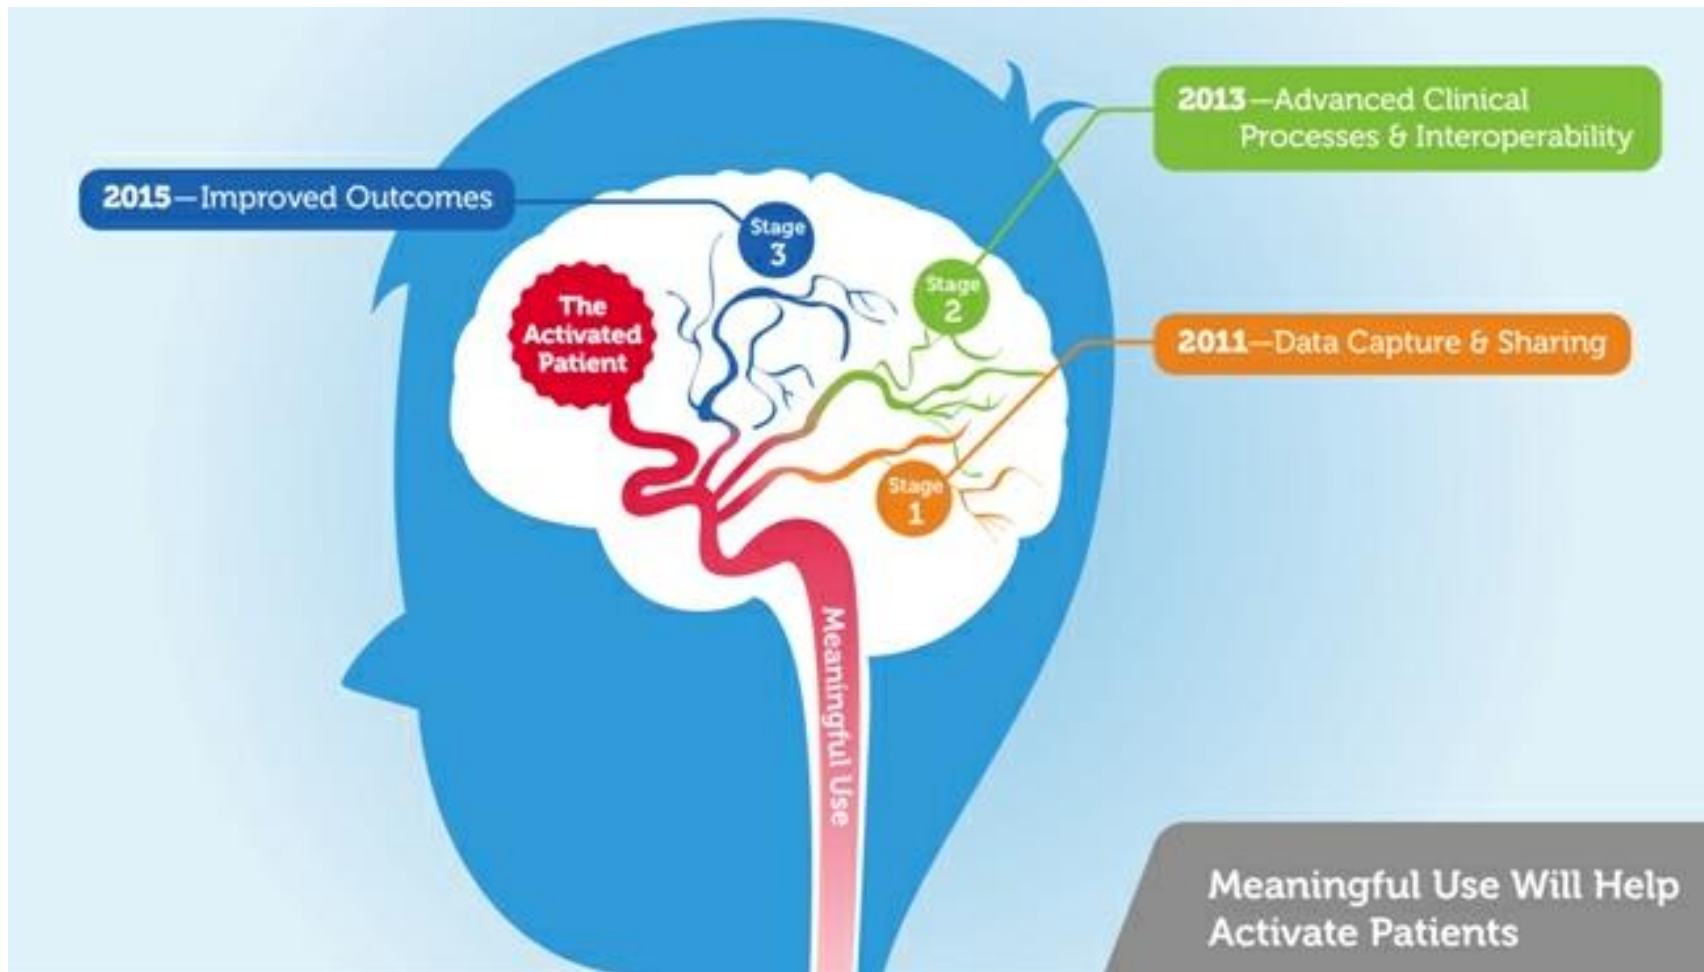 2013—Advanced Clinical
Processes & Interoperability
2015—Improved Outcomes
Stage
3
Stage
2
The
Activated
Patient
2011—Data Capture & Sharing
Stage
1
Meaningful Use
Meaningful Use Will Help
Activate Patients